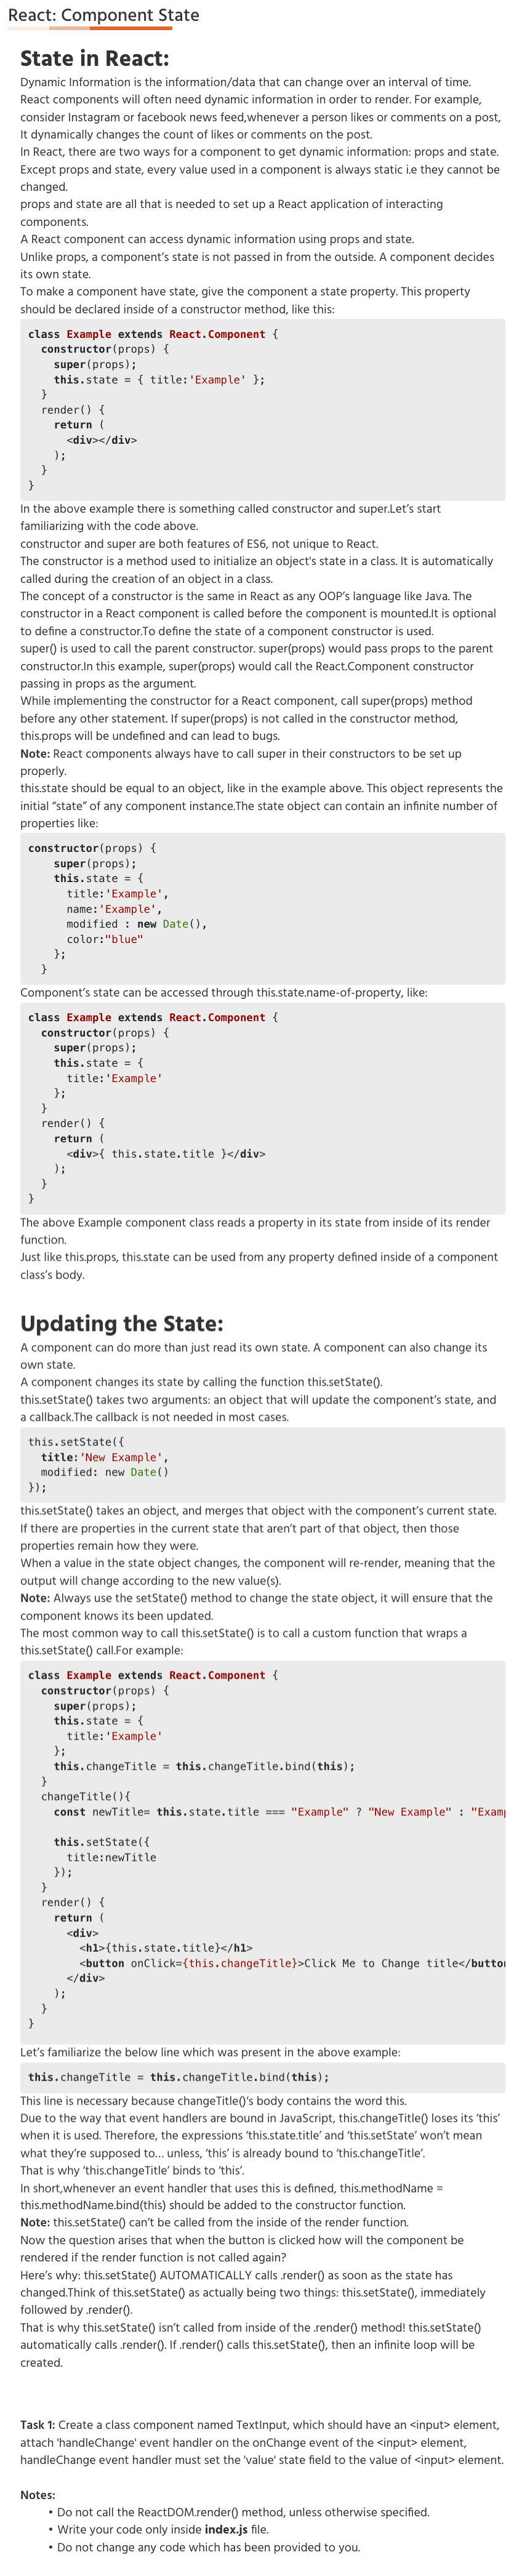 React: Component State
State in React:
Dynamic Information is the information/data that can change over an interval of time.
React components will often need dynamic information in order to render. For example,
consider Instagram or facebook news feed,whenever a person likes or comments on a post,
It dynamically changes the count of likes or comments on the post.
In React, there are two ways for a component to get dynamic information: props and state.
Except props and state, every value used in a component is always static i.e they cannot be
changed.
props and state are all that is needed to set up a React application of interacting
components.
A React component can access dynamic information using props and state.
Unlike props, a component's state is not passed in from the outside. A component decides
its own state.
To make a component have state, give the component a state property. This property
should be declared inside of a constructor method, like this:
class Example extends React.Component {
  constructor(props) {
    super(props);
    this.state = { title:'Example' };
  }
  render() {
    return (
      <div></div>
    );
  }
}
In the above example there is something called constructor and super.Let's start
familiarizing with the code above.
constructor and super are both features of ES6, not unique to React.
The constructor is a method used to initialize an object's state in a class. It is automatically
called during the creation of an object in a class.
The concept of a constructor is the same in React as any OOP's language like Java. The
constructor in a React component is called before the component is mounted.It is optional
to define a constructor.To define the state of a component constructor is used.
super() is used to call the parent constructor. super(props) would pass props to the parent
constructor.In this example, super(props) would call the React.Component constructor
passing in props as the argument.
While implementing the constructor for a React component, call super(props) method
before any other statement. If super(props) is not called in the constructor method,
this.props will be undefined and can lead to bugs.
Note: React components always have to call super in their constructors to be set up
properly.
this.state should be equal to an object, like in the example above. This object represents the
initial "state" of any component instance.The state object can contain an infinite number of
properties like:
constructor(props) {
    super(props);
    this.state = {
      title:'Example',
      name:'Example',
      modified : new Date(),
      color:"blue"
    };
  }
Component's state can be accessed through this.state.name-of-property, like:
class Example extends React.Component {
  constructor(props) {
    super(props);
    this.state = {
      title:'Example'
    };
  }
  render() {
    return (
      <div>{ this.state.title }</div>
    );
  }
}
The above Example component class reads a property in its state from inside of its render
function.
Just like this.props, this.state can be used from any property defined inside of a component
class's body.
Updating the State:
A component can do more than just read its own state. A component can also change its
own state.
A component changes its state by calling the function this.setState().
this.setState() takes two arguments: an object that will update the component's state, and
a callback.The callback is not needed in most cases.
this.setState({
  title:'New Example',
  modified: new Date()
});
this.setState() takes an object, and merges that object with the component's current state.
If there are properties in the current state that aren't part of that object, then those
properties remain how they were.
When a value in the state object changes, the component will re-render, meaning that the
output will change according to the new value(s).
Note: Always use the setState() method to change the state object, it will ensure that the
component knows its been updated.
The most common way to call this.setState() is to call a custom function that wraps a
this.setState() call.For example:
class Example extends React.Component {
  constructor(props) {
    super(props);
    this.state = {
      title:'Example'
    };
    this.changeTitle = this.changeTitle.bind(this);
  }
  changeTitle(){
    const newTitle= this.state.title === "Example" ? "New Example" : "Examp

    this.setState({
      title:newTitle
    });
  }
  render() {
    return (
      <div>
        <h1>{this.state.title}</h1>
        <button onClick={this.changeTitle}>Click Me to Change title</button
      </div>
    );
  }
}
Let's familiarize the below line which was present in the above example:
this.changeTitle = this.changeTitle.bind(this);
This line is necessary because changeTitle()'s body contains the word this.
Due to the way that event handlers are bound in JavaScript, this.changeTitle() loses its 'this'
when it is used. Therefore, the expressions 'this.state.title' and 'this.setState' won't mean
what they're supposed to… unless, 'this' is already bound to 'this.changeTitle'.
That is why 'this.changeTitle' binds to 'this'.
In short,whenever an event handler that uses this is defined, this.methodName =
this.methodName.bind(this) should be added to the constructor function.
Note: this.setState() can't be called from the inside of the render function.
Now the question arises that when the button is clicked how will the component be
rendered if the render function is not called again?
Here's why: this.setState() AUTOMATICALLY calls .render() as soon as the state has
changed.Think of this.setState() as actually being two things: this.setState(), immediately
followed by .render().
That is why this.setState() isn't called from inside of the .render() method! this.setState()
automatically calls .render(). If .render() calls this.setState(), then an infinite loop will be
created.
Task 1: Create a class component named TextInput, which should have an <input> element,
attach 'handleChange' event handler on the onChange event of the <input> element,
handleChange event handler must set the 'value' state field to the value of <input> element.
Notes:
• Do not call the ReactDOM.render() method, unless otherwise specified.
• Write your code only inside index.js file.
• Do not change any code which has been provided to you.